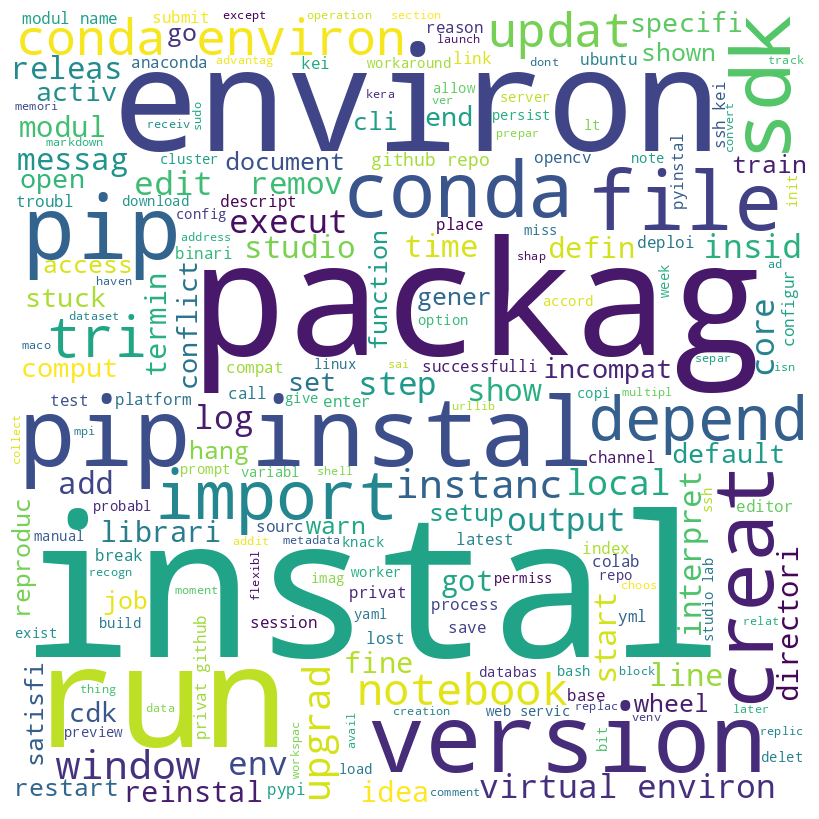 modul name
submit
except
operation
section
conda environ
go
reason
launch
updat
specifi
sdk
advantag
track
releas
anaconda
kei
workaround
link
ubuntu
shown
activ
environ
dont
memori
kera
allow
ver
server
ssh kei
convert
receiv
sudo
cli
end
persist
prepar
lt
modul
markdown
messag
cluster
document
github repo
opencv
note
train
open
edit
remov
pyinstal
init
troubl
download
config
descript
conda
file
pip
execut
place
miss
shap
deploi
address
binari
studio
time
defin
insid
access
haven
function
week
ad
dataset
stuck
termin
conflict
packag
gener
accord
core
configur
option
maco
tri
compat
linux
successfulli
incompat
separ
isn
comput
sai
set
step
show
copi
multipl
test
platform
call
give
enter
urllib
collect
mpi
pip instal
log
depend
hang
channel
default
add
prompt
variabl
shell
import
instanc
local
creat
reproduc
probabl
librari
sourc
warn
setup
output
interpret
ssh
editor
manual
addit
metadata
knack
latest
index
colab
break
recogn
instal
flexibl
imag
worker
got
permiss
repo
choos
job
moment
privat
process
studio lab
directori
exist
build
session
yaml
lost
save
start
yml
relat
run
satisfi
privat github
fine
databas
bash
block
line
thing
upgrad
notebook
base
wheel
cdk
version
replac
venv
later
preview
data
creation
web servic
window
env
workspac
avail
load
bit
replic
delet
restart
reinstal
pypi
idea
comment
virtual environ